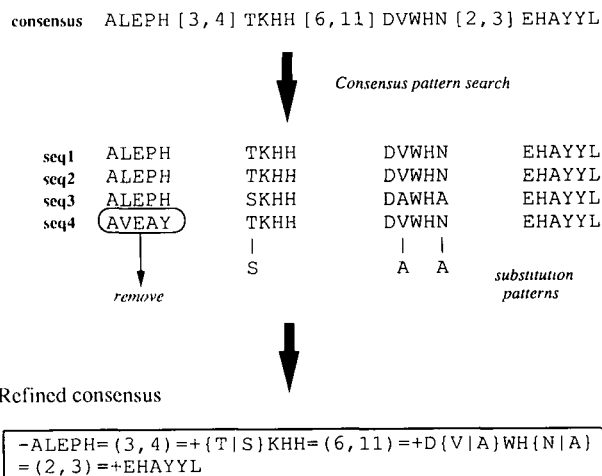 consensus ALEPH [3,4] TKHH [6,11] DVWHN [2,3] EHAYYL
Consensus pattern search
seq1 ALEPH TKHH DVWHN EHAYYL
seq2 ALEPH TKHH DVWHN EHAYYL
seq3 ALEPH SKHH DAWHA EHAYYL
seq4 AVEAY TKHH DVWHN EHAYYL
S A A
substitution
patterns
remove
Refined consensus
-ALEPH=(3,4)=+{T|S}KHH=(6,11)=+D{V|A}WH{N|A}
=(2,3)=+EHAYYL